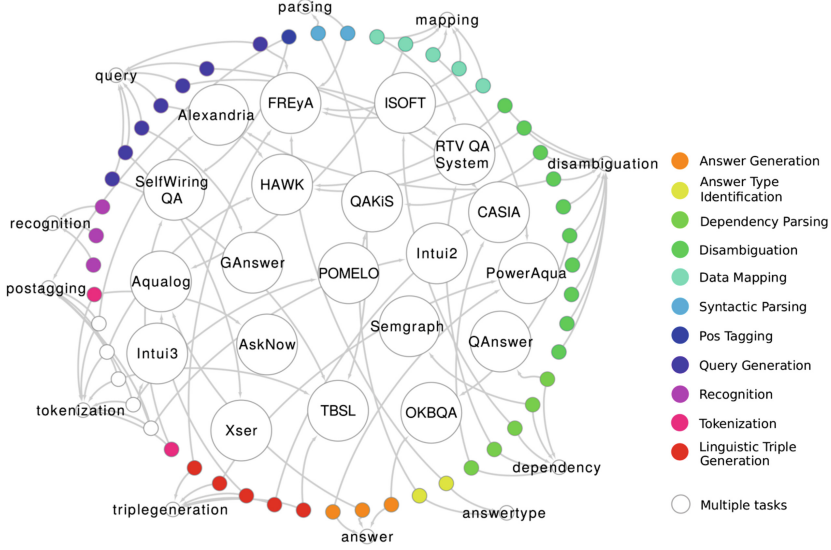 parsing
mapping
query
Alexandria
FREyA
ISOFT
RTV QA
System
disambiguation
SelfWiring
QA
HAWK
QAKiS
CASIA
recognition
GAnswer
Intui2
postagging
Aqualog
POMELO
PowerAqua
Semgraph
Intui3
AskNow
QAnswer
tokenization
TBSL
OKBQA
Xser
dependency
triplegeneration
answertype
answer
Answer Generation
Answer Type
Identification
Dependency Parsing
Disambiguation
Data Mapping
Syntactic Parsing
Pos Tagging
Query Generation
Recognition
Tokenization
Linguistic Triple
Generation
Multiple tasks